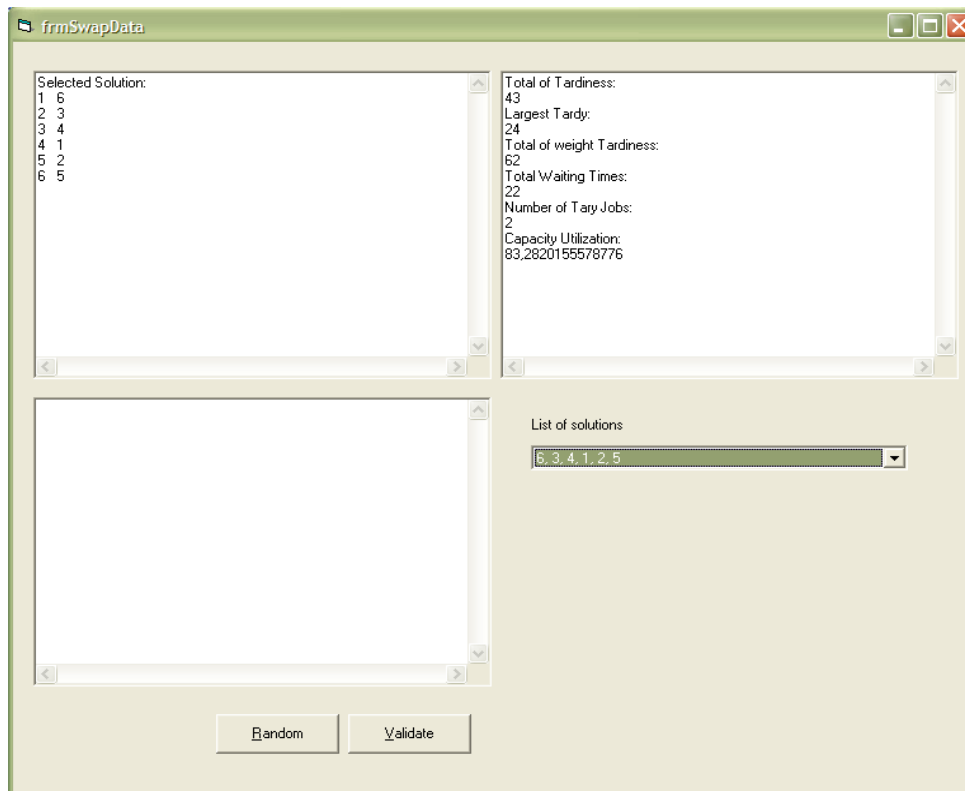 frmSwapData
Selected Solution:
1 6
2 3
3 4
4 1
5 2
6 5
Total of Tardiness:
43
Largest Tardy:
24
Total of weight Tardiness:
62
Total Waiting Times:
22
Number of Tary Jobs:
2
Capacity Utilization:
83,2820155578776
List of solutions
6, 3, 4, 1, 2, 5
Random
Validate